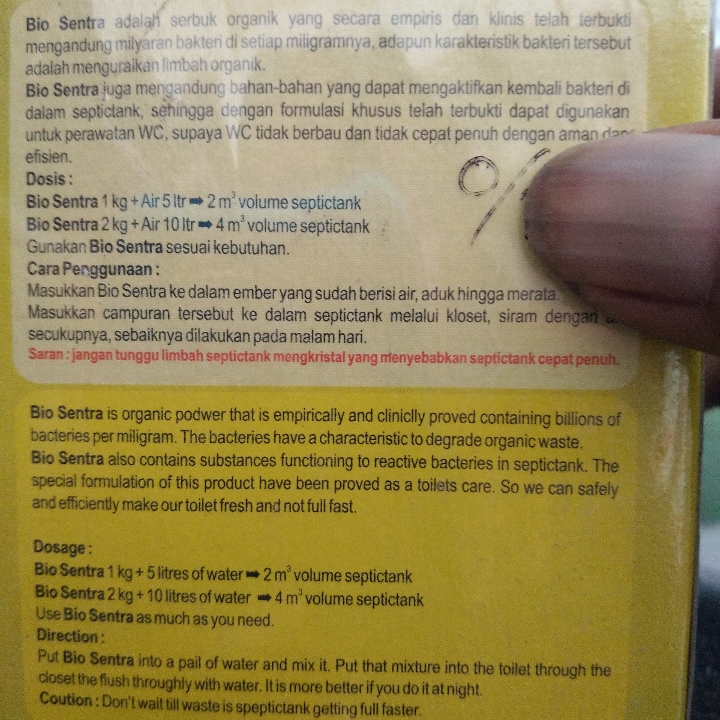 Bio Sentra adalah serbuk organik yang secara empiris dan klinis telah terbukti
mengandung milyaran bakteri di setiap miligramnya, adapun karakteristik bakteri tersebut
adalah menguraikan limbah organik.
Bio Sentra juga mengandung bahan-bahan yang dapat mengaktifkan kembali bakteri di
dalam septictank, sehingga dengan formulasi khusus telah terbukti dapat digunakan
untuk perawatan WC, supaya WC tidak berbau dan tidak cepat penuh dengan aman dan
efisien.
Dosis :
Bio Sentra 1 kg + Air 5 ltr ➡ 2 m³ volume septictank
Bio Sentra 2 kg + Air 10 ltr ➡ 4 m³ volume septictank
Gunakan Bio Sentra sesuai kebutuhan.
Cara Penggunaan :
Masukkan Bio Sentra ke dalam ember yang sudah berisi air, aduk hingga merata.
Masukkan campuran tersebut ke dalam septictank melalui kloset, siram dengan
secukupnya, sebaiknya dilakukan pada malam hari.
Saran : jangan tunggu limbah septictank mengkristal yang menyebabkan septictank cepat penuh.
Bio Sentra is organic podwer that is empirically and cliniclly proved containing billions of
bacteries per miligram. The bacteries have a characteristic to degrade organic waste.
Bio Sentra also contains substances functioning to reactive bacteries in septictank. The
special formulation of this product have been proved as a toilets care. So we can safely
and efficiently make our toilet fresh and not full fast.
Dosage :
Bio Sentra 1 kg + 5 litres of water ➡ 2 m³ volume septictank
Bio Sentra 2 kg + 10 litres of water ➡ 4 m³ volume septictank
Use Bio Sentra as much as you need.
Direction :
Put Bio Sentra into a pail of water and mix it. Put that mixture into the toilet through the
closet the flush throughly with water. It is more better if you do it at night.
Coution : Don't wait till waste is speptictank getting full faster.